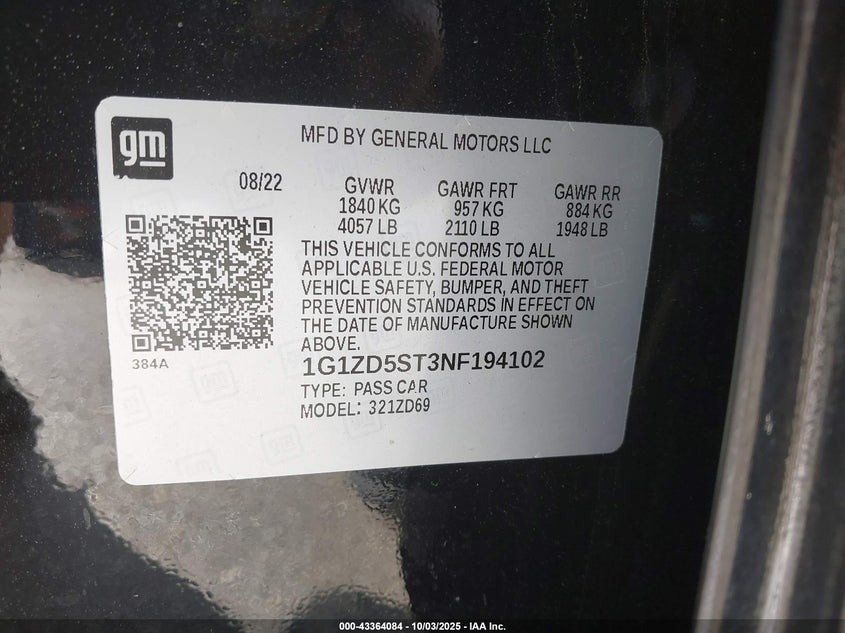 gm
MFD BY GENERAL MOTORS LLC
08/22
GVWR GAWR FRT GAWR RR
1840 KG 957 KG 884 KG
4057 LB 2110 LB 1948 LB
THIS VEHICLE CONFORMS TO ALL
APPLICABLE U.S. FEDERAL MOTOR
VEHICLE SAFETY, BUMPER, AND THEFT
PREVENTION STANDARDS IN EFFECT ON
THE DATE OF MANUFACTURE SHOWN
ABOVE.
384A
1G1ZD5ST3NF194102
TYPE: PASS CAR
MODEL: 321ZD69
000-43364084 - 10/03/2025 - IAA Inc.